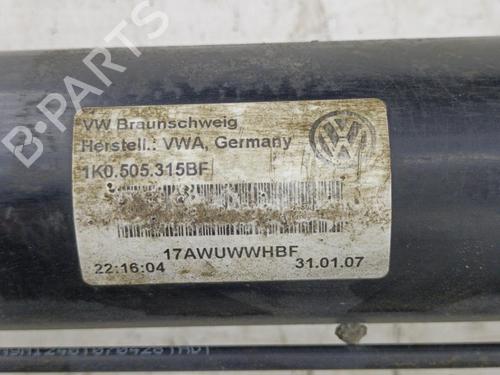 B-PARTS
VW Braunschweig
Herstell.: VWA, Germany
1K0.505.315BF
17AWUWWHBF
22:16:04 31.01.07